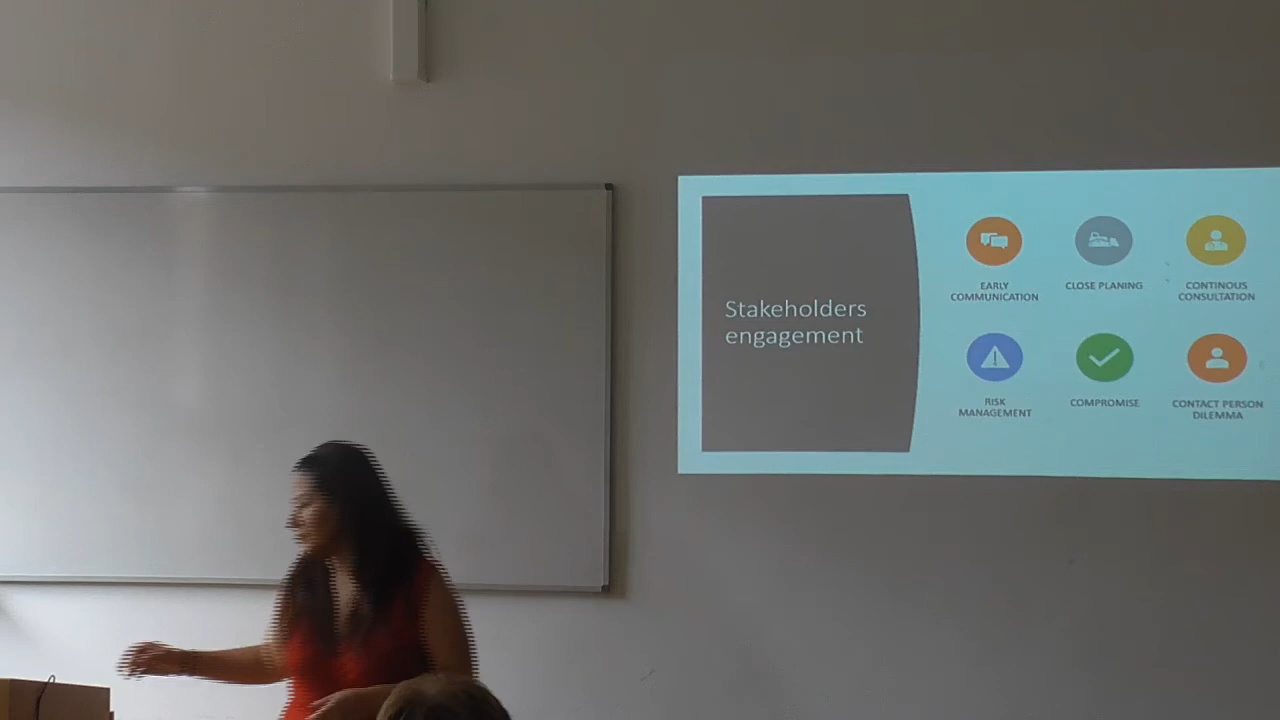 Stakeholders
engagement
EARLY
COMMUNICATION
CLOSE PLANING
CONTINOUS
CONSULTATION
RISK
MANAGEMENT
COMPROMISE
CONTACT PERSON
DILEMMA